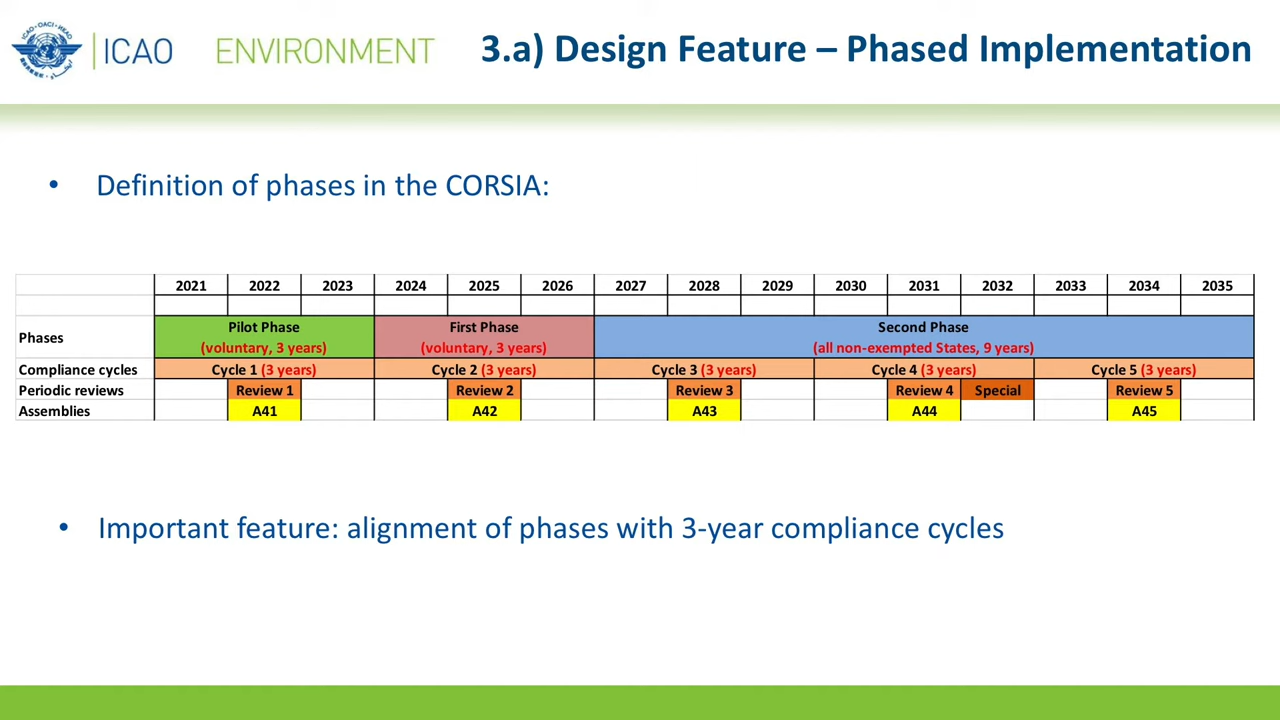 ICAO ENVIRONMENT
3.a) Design Feature – Phased Implementation
• Definition of phases in the CORSIA:
2021 2022 2023 2024 2025 2026 2027 2028 2029 2030 2031 2032 2033 2034 2035
Phases
Pilot Phase First Phase Second Phase
(voluntary, 3 years) (voluntary, 3 years) (all non-exempted States, 9 years)
Compliance cycles Cycle 1 (3 years) Cycle 2 (3 years) Cycle 3 (3 years) Cycle 4 (3 years) Cycle 5 (3 years)
Periodic reviews Review 1 Review 2 Review 3 Review 4 Special Review 5
Assemblies A41 A42 A43 A44 A45
• Important feature: alignment of phases with 3-year compliance cycles